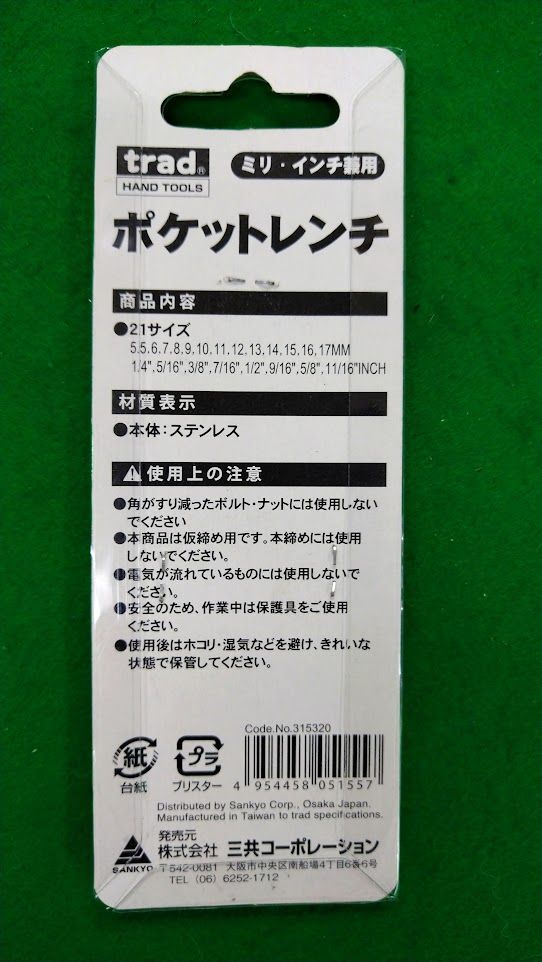 trad®
HAND TOOLS
ミリ・インチ兼用
ポケットレンチ
商品内容
●21サイズ
5,5.6,7,8,9,10,11,12,13,14,15,16,17MM
1/4",5/16",3/8",7/16",1/2",9/16",5/8",11/16"INCH
材質表示
●本体:ステンレス
使用上の注意
●角がすり減ったボルト・ナットには使用しない
でください
●本商品は仮締め用です。本締めには使用
しないでください。
●電気が流れているものには使用しないで
ください。
●安全のため、作業中は保護具をご使用
ください。
●使用後はホコリ・湿気などを避け、きれいな
状態で保管してください。
Code.No.315320
紙
台紙
プラ
ブリスター
4 954458 051557
Distributed by Sankyo Corp., Osaka Japan.
Manufactured in Taiwan to trad specifications.
発売元
株式会社 三共コーポレーション
SANKYO
〒542-0081 大阪市中央区南船場4丁目6番6号
TEL (06) 6252-1712